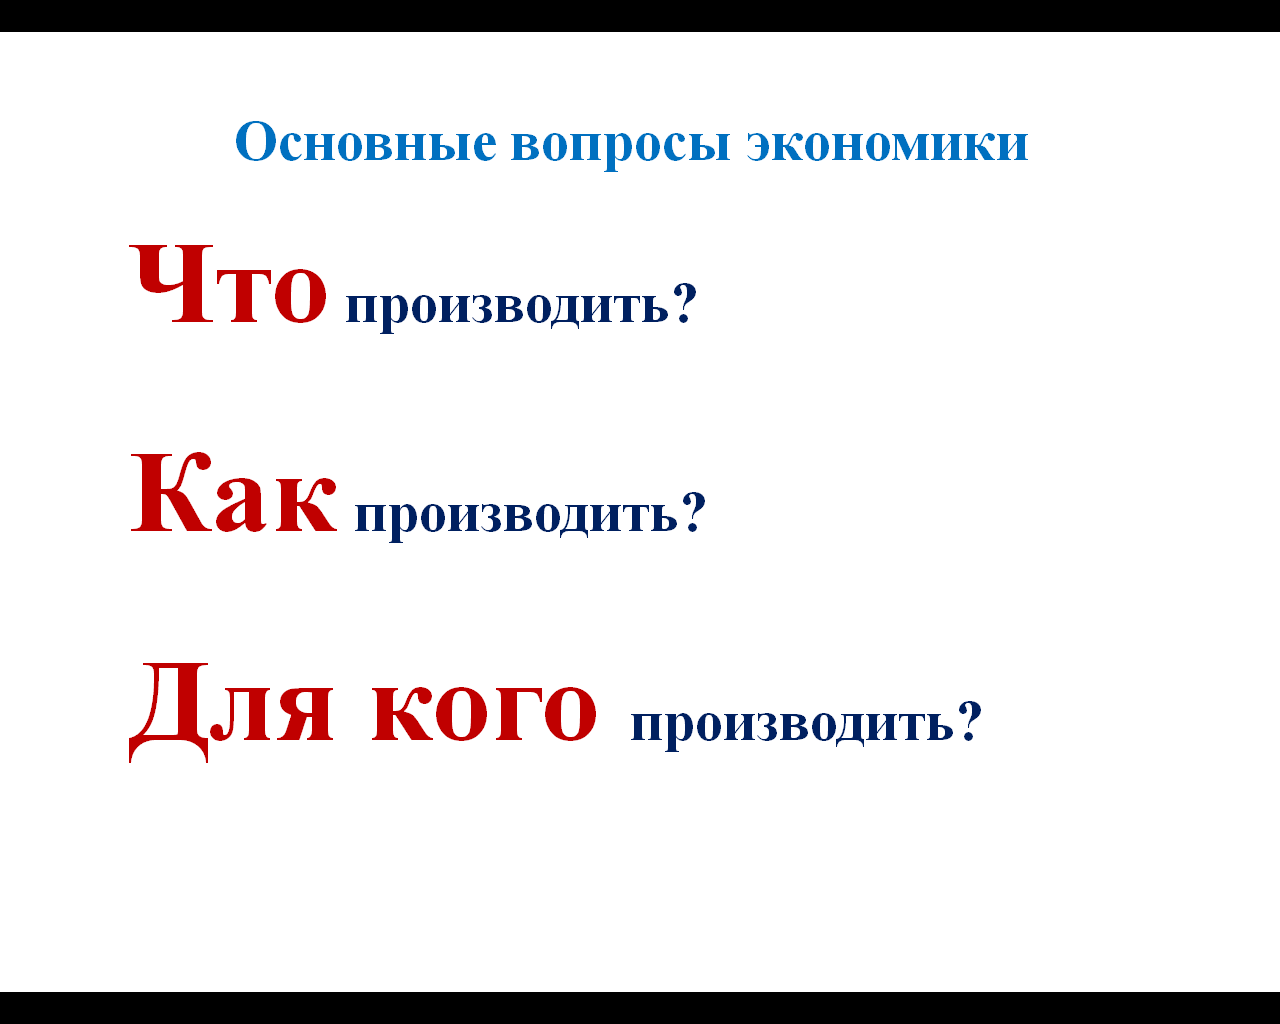 Основные вопросы экономики
Что производить?
Как производить?
Для кого производить?